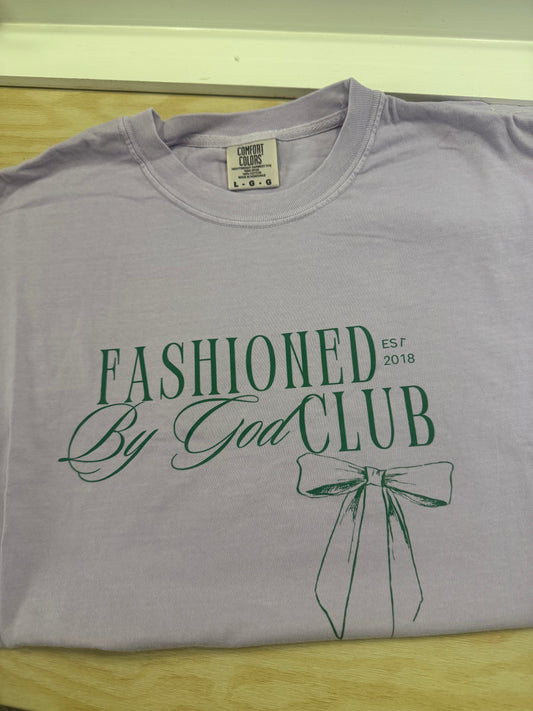 COMFORT
COLORS
L - G - G
FASHIONED
EST
2018
By God CLUB